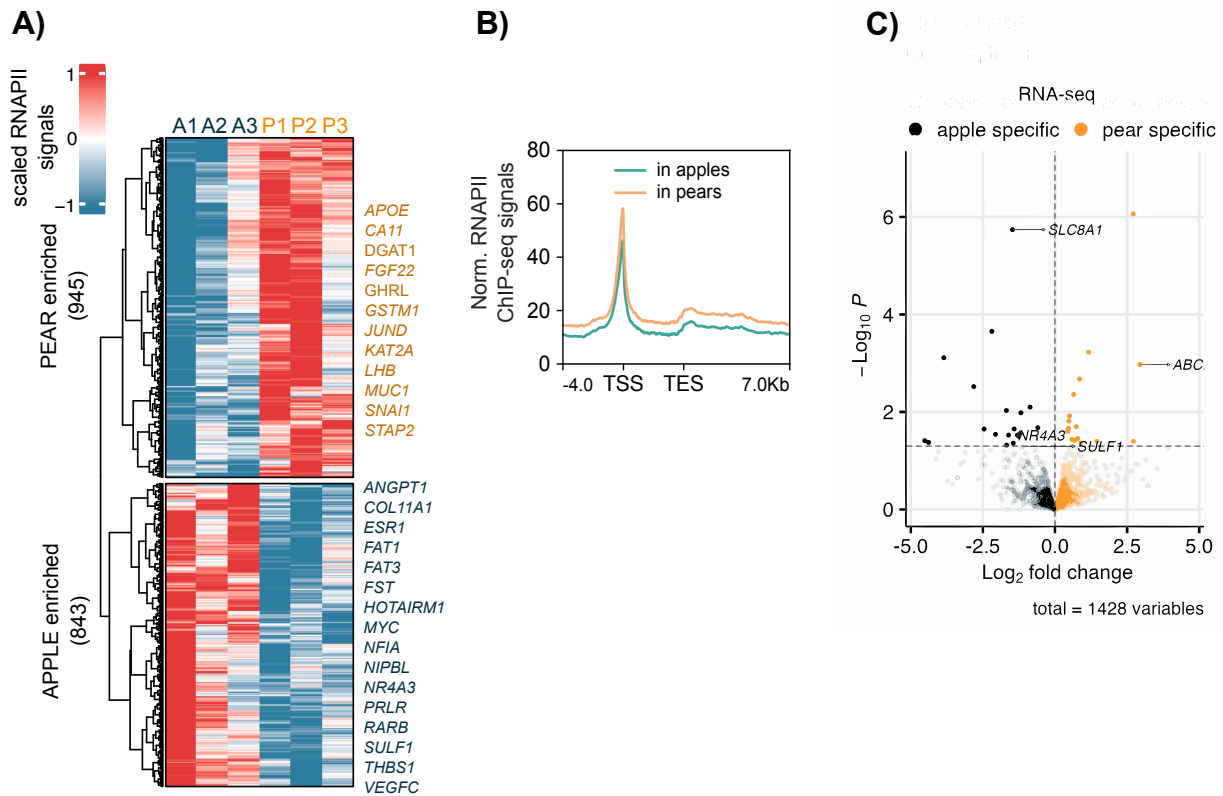 A)
B)
C)
scaled RNAPII
signals
1
0
−1
A1 A2 A3 P1 P2 P3
PEAR enriched
(945)
APOE
CA11
DGAT1
FGF22
GHRL
GSTM1
JUND
KAT2A
LHB
MUC1
SNAI1
STAP2
APPLE enriched
(843)
ANGPT1
COL11A1
ESR1
FAT1
FAT3
FST
HOTAIRM1
MYC
NFIA
NIPBL
NR4A3
PRLR
RARB
SULF1
THBS1
VEGFC
Norm. RNAPII
ChIP-seq signals
80
60
40
20
0
in apples
in pears
-4.0 TSS TES 7.0Kb
RNA-seq
apple specific pear specific
−Log10 P
6
4
2
0
SLC8A1
ABC.
NR4A3
SULF1
-5.0 -2.5 0.0 2.5 5.0
Log2 fold change
total = 1428 variables